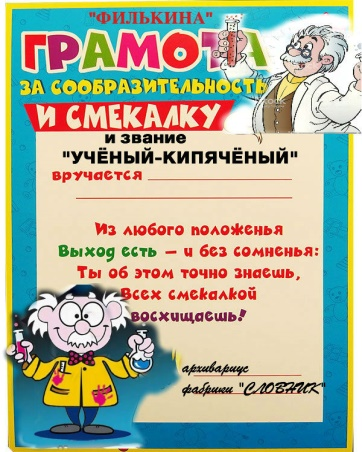 "ФИЛЬКИНА"
ГРАМОТА
ЗА СООБРАЗИТЕЛЬНОСТЬ
И СМЕКАЛКУ
и звание
"УЧЁНЫЙ-КИПЯЧЁНЫЙ"
вручается
Из любого положенья
Выход есть – и без сомненья:
Ты об этом точно знаешь,
Всех смекалкой
восхищаешь!
архивариус
фабрики "СЛОВНИК"